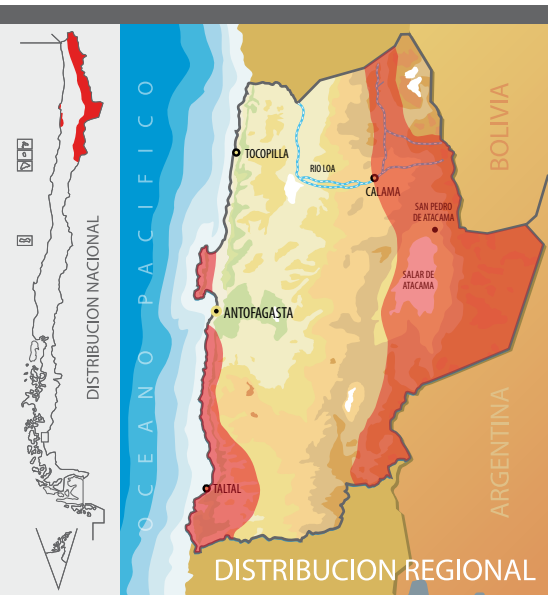 DISTRIBUCION NACIONAL
OCEANO PACIFICO
TOCOPILLA
RIO LOA
CALAMA
BOLIVIA
SAN PEDRO
DE ATACAMA
SALAR DE
ATACAMA
ANTOFAGASTA
ARGENTINA
TALTAL
DISTRIBUCION REGIONAL